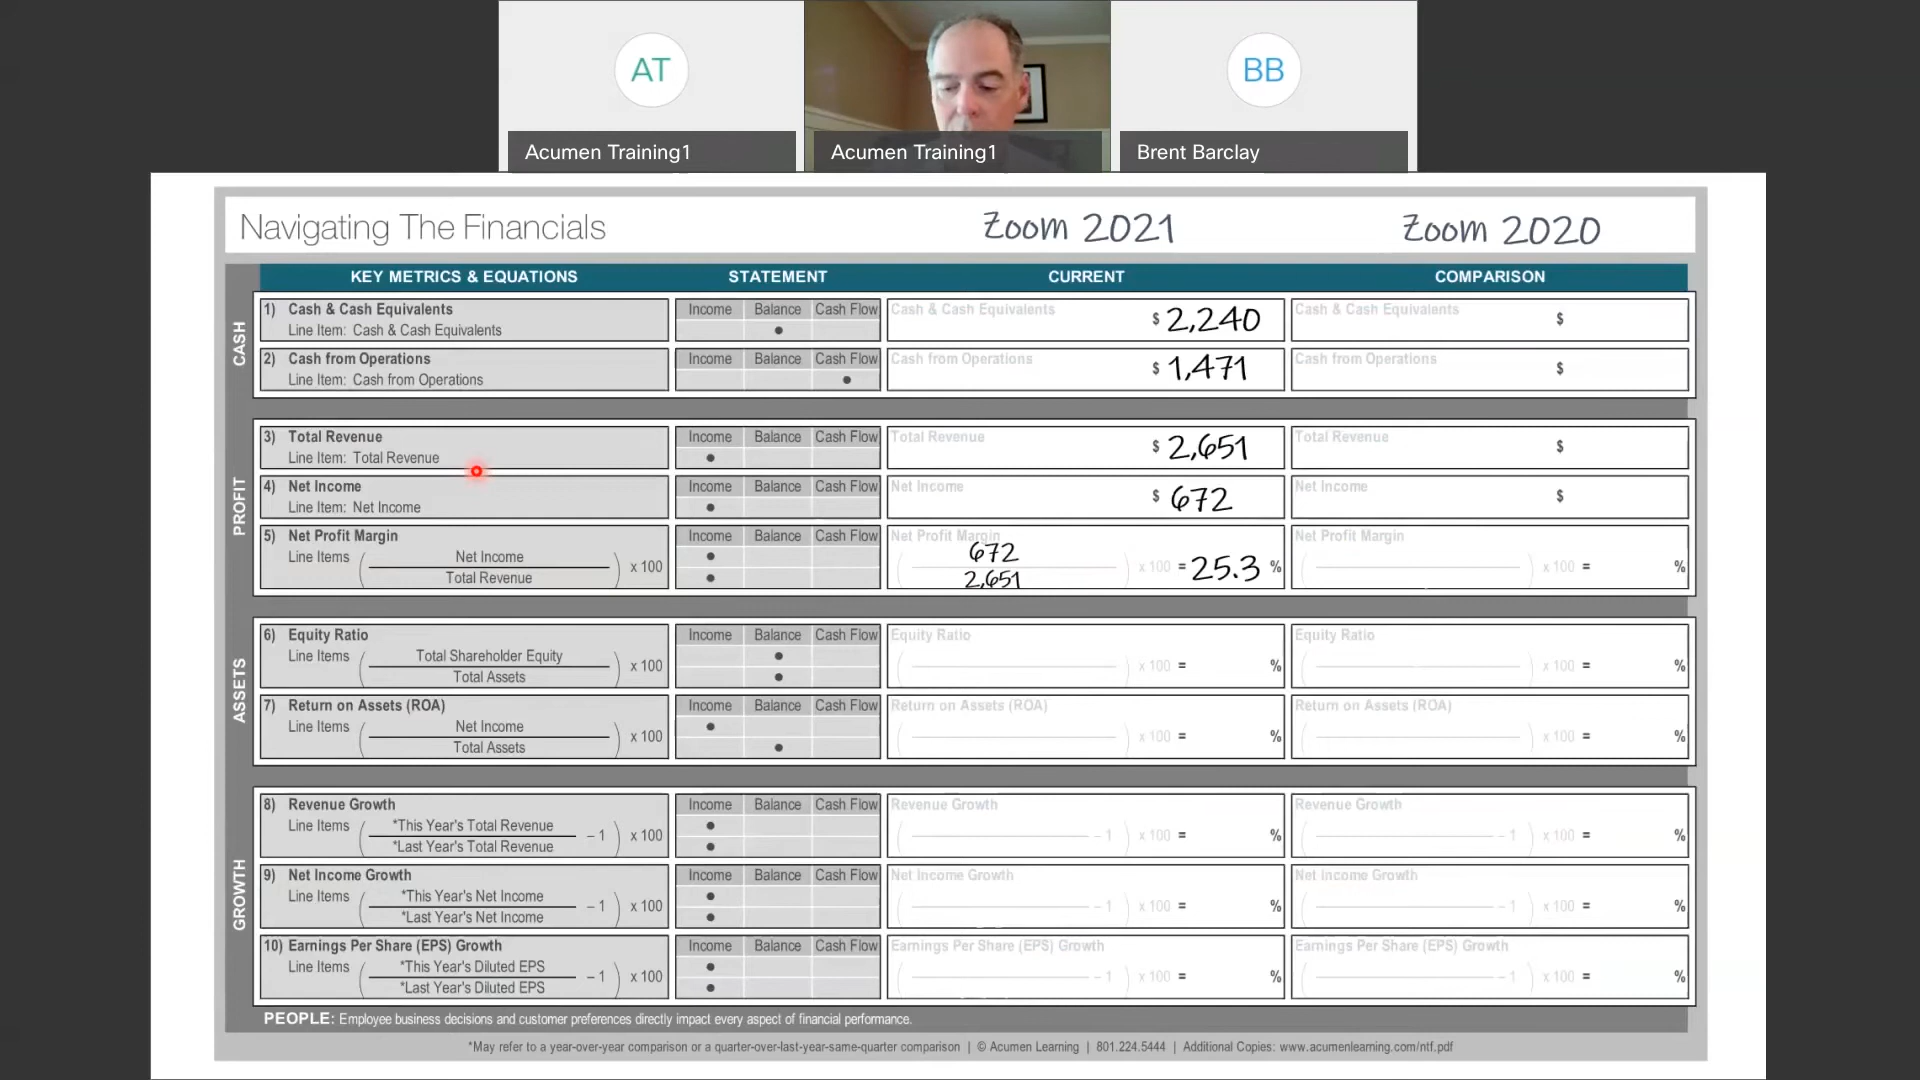 AT
BB
Acumen Training1
Acumen Training1
Brent Barclay
Navigating The Financials
Zoom 2021
Zoom 2020
KEY METRICS & EQUATIONS STATEMENT CURRENT COMPARISON
CASH
1) Cash & Cash Equivalents
Line Item: Cash & Cash Equivalents
Income Balance Cash Flow
•
Cash & Cash Equivalents
$ 2,240
Cash & Cash Equivalents
$
2) Cash from Operations
Line Item: Cash from Operations
Income Balance Cash Flow
•
Cash from Operations
$ 1,471
Cash from Operations
$
PROFIT
3) Total Revenue
Line Item: Total Revenue
Income Balance Cash Flow
•
Total Revenue
$ 2,651
Total Revenue
$
4) Net Income
Line Item: Net Income
Income Balance Cash Flow
•
Net Income
$ 672
Net Income
$
5) Net Profit Margin
Line Items ( Net Income
Total Revenue ) x 100
Income Balance Cash Flow
•
•
Net Profit Margin
( 672
2,651 ) x 100 = 25.3 %
Net Profit Margin
( ) x 100 = %
ASSETS
6) Equity Ratio
Line Items ( Total Shareholder Equity
Total Assets ) x 100
Income Balance Cash Flow
•
•
Equity Ratio
( ) x 100 = %
Equity Ratio
( ) x 100 = %
7) Return on Assets (ROA)
Line Items ( Net Income
Total Assets ) x 100
Income Balance Cash Flow
•
•
Return on Assets (ROA)
( ) x 100 = %
Return on Assets (ROA)
( ) x 100 = %
GROWTH
8) Revenue Growth
Line Items ( *This Year's Total Revenue
*Last Year's Total Revenue – 1 ) x 100
Income Balance Cash Flow
•
•
Revenue Growth
( – 1 ) x 100 = %
Revenue Growth
( – 1 ) x 100 = %
9) Net Income Growth
Line Items ( *This Year's Net Income
*Last Year's Net Income – 1 ) x 100
Income Balance Cash Flow
•
•
Net Income Growth
( – 1 ) x 100 = %
Net Income Growth
( – 1 ) x 100 = %
10) Earnings Per Share (EPS) Growth
Line Items ( *This Year's Diluted EPS
*Last Year's Diluted EPS – 1 ) x 100
Income Balance Cash Flow
•
•
Earnings Per Share (EPS) Growth
( – 1 ) x 100 = %
Earnings Per Share (EPS) Growth
( – 1 ) x 100 = %
PEOPLE: Employee business decisions and customer preferences directly impact every aspect of financial performance.
*May refer to a year-over-year comparison or a quarter-over-last-year-same-quarter comparison | © Acumen Learning | 801.224.5444 | Additional Copies: www.acumenlearning.com/ntf.pdf